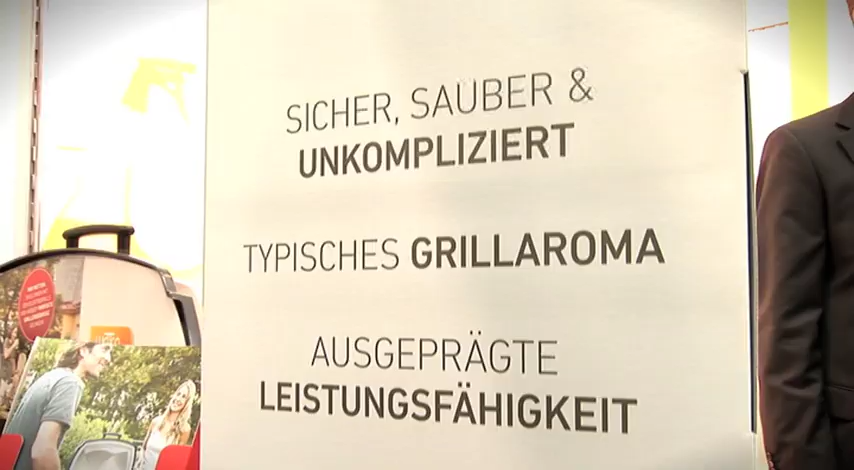 SICHER, SAUBER &
UNKOMPLIZIERT
TYPISCHES GRILLAROMA
AUSGEPRÄGTE
LEISTUNGSFÄHIGKEIT